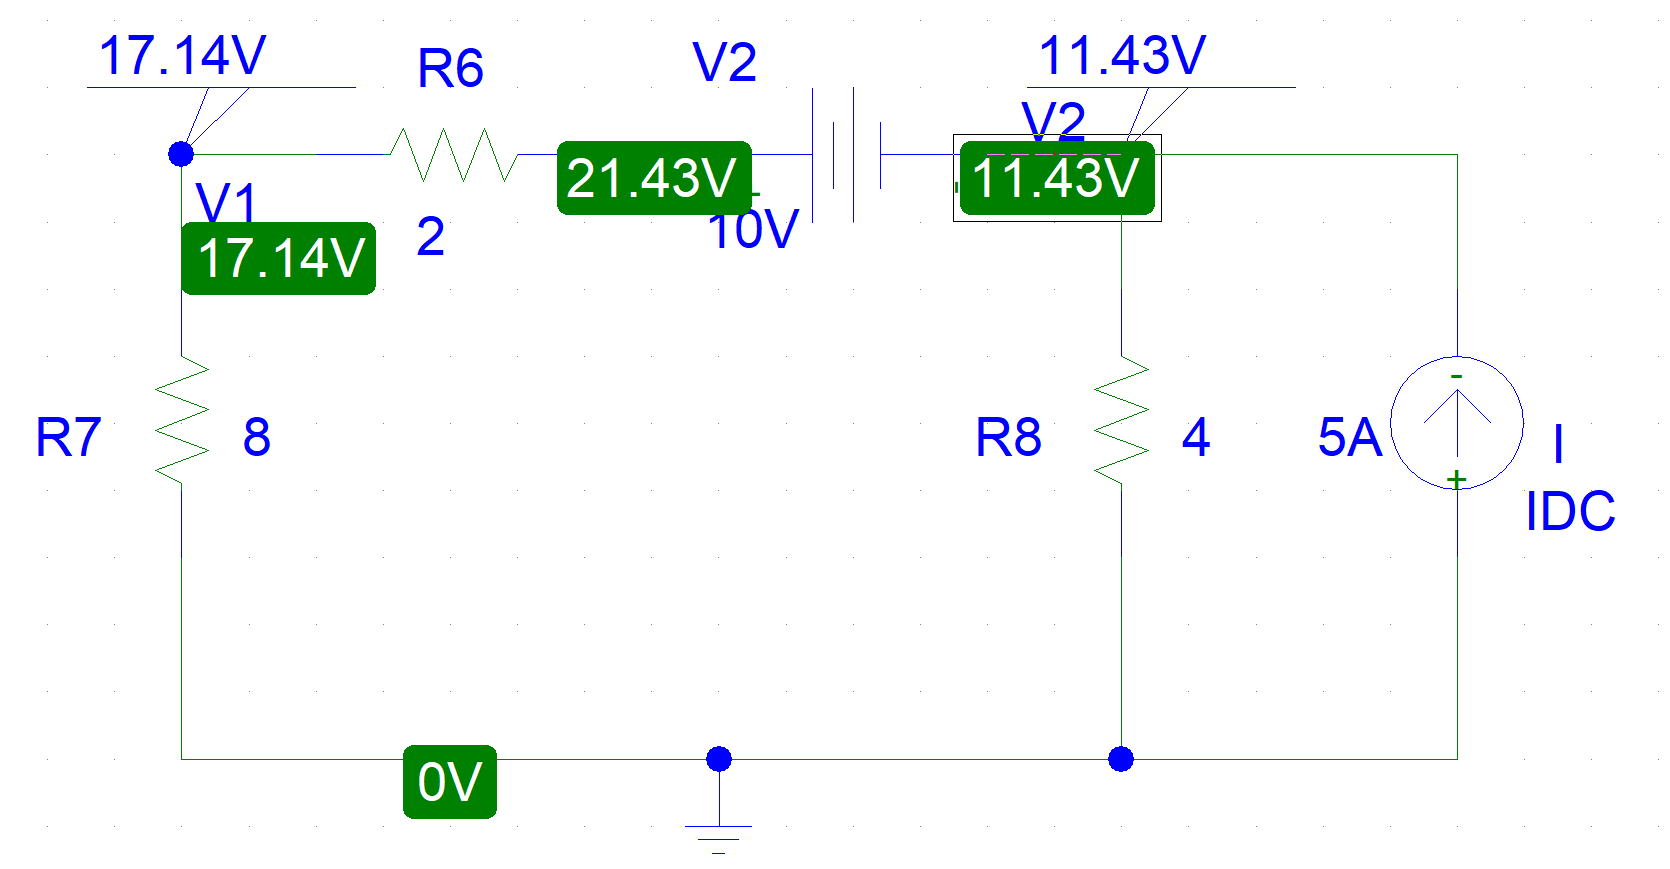 17.14V
R6
V2
11.43V
V2
21.43V
11.43V
V1
-
10V
17.14V
2
R7
8
R8
4
5A
-
+
I
IDC
0V